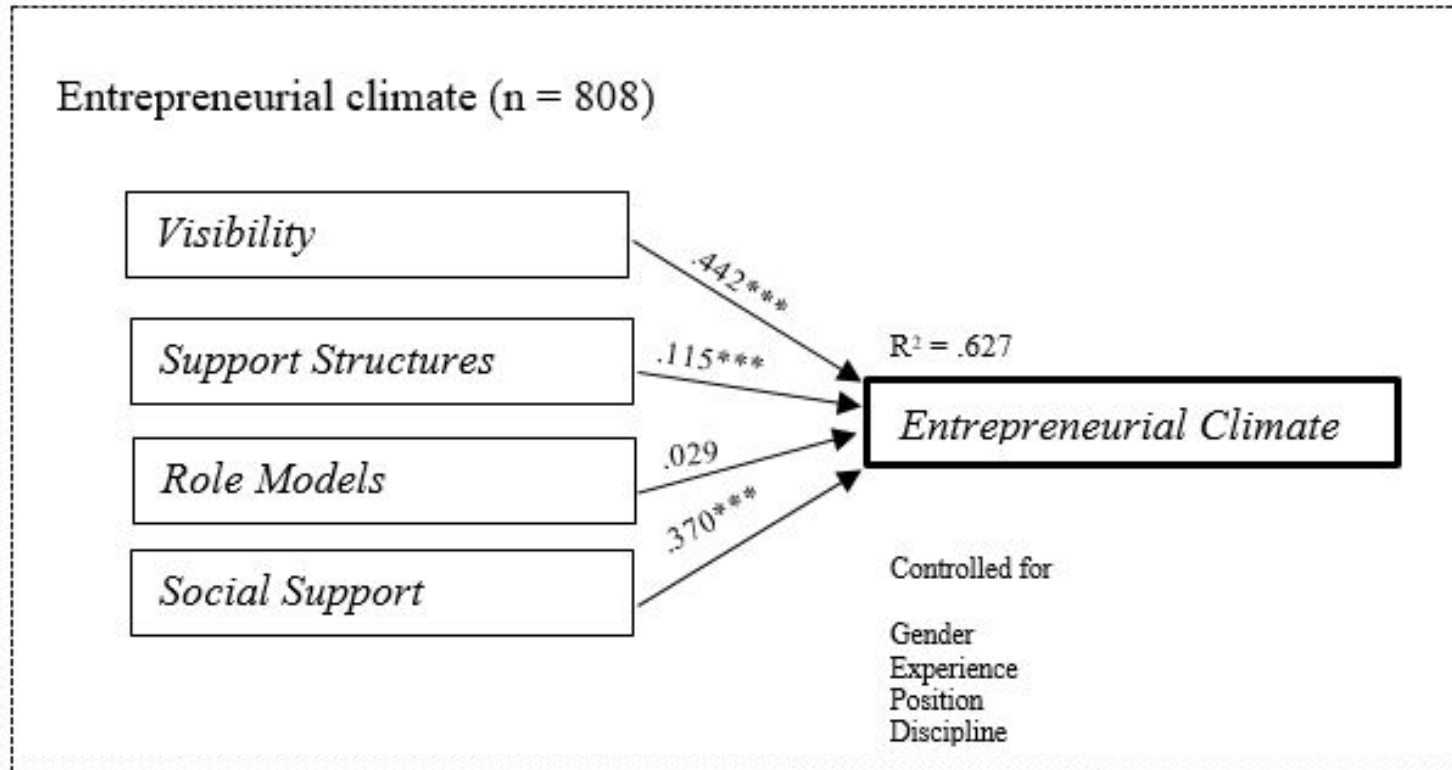 Entrepreneurial climate (n = 808)
Visibility
.442***
Support Structures
.115***
R² = .627
Entrepreneurial Climate
Role Models
.029
.370***
Social Support
Controlled for
Gender
Experience
Position
Discipline